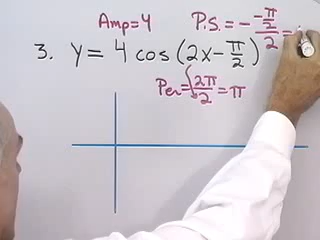 Amp=4 P.S. = - -π/2/2 =
3. y = 4 cos (2x - π/2)
Per = 2π/2 = π